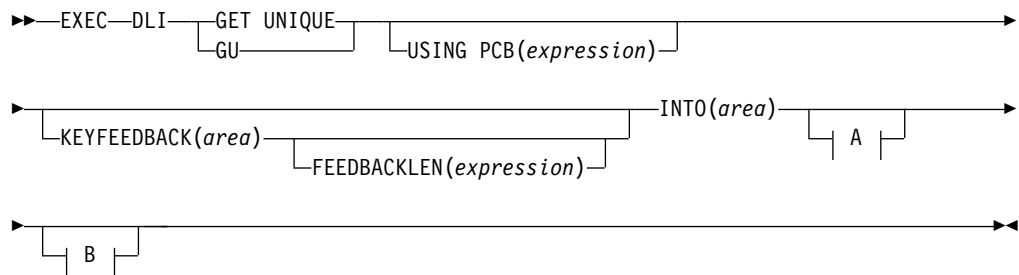 EXEC DLI GET UNIQUE
GU
USING PCB(expression)
KEYFEEDBACK(area)
FEEDBACKLEN(expression)
INTO(area)
A
B